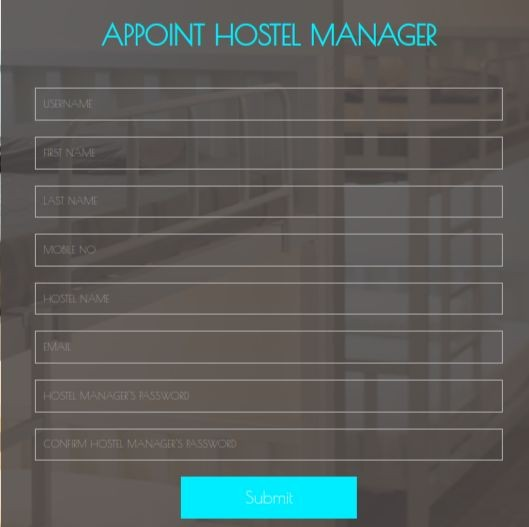 APPOINT HOSTEL MANAGER
USERNAME
FIRST NAME
LAST NAME
MOBILE NO
HOSTEL NAME
EMAIL
HOSTEL MANAGER'S PASSWORD
CONFIRM HOSTEL MANAGER'S PASSWORD
Submit